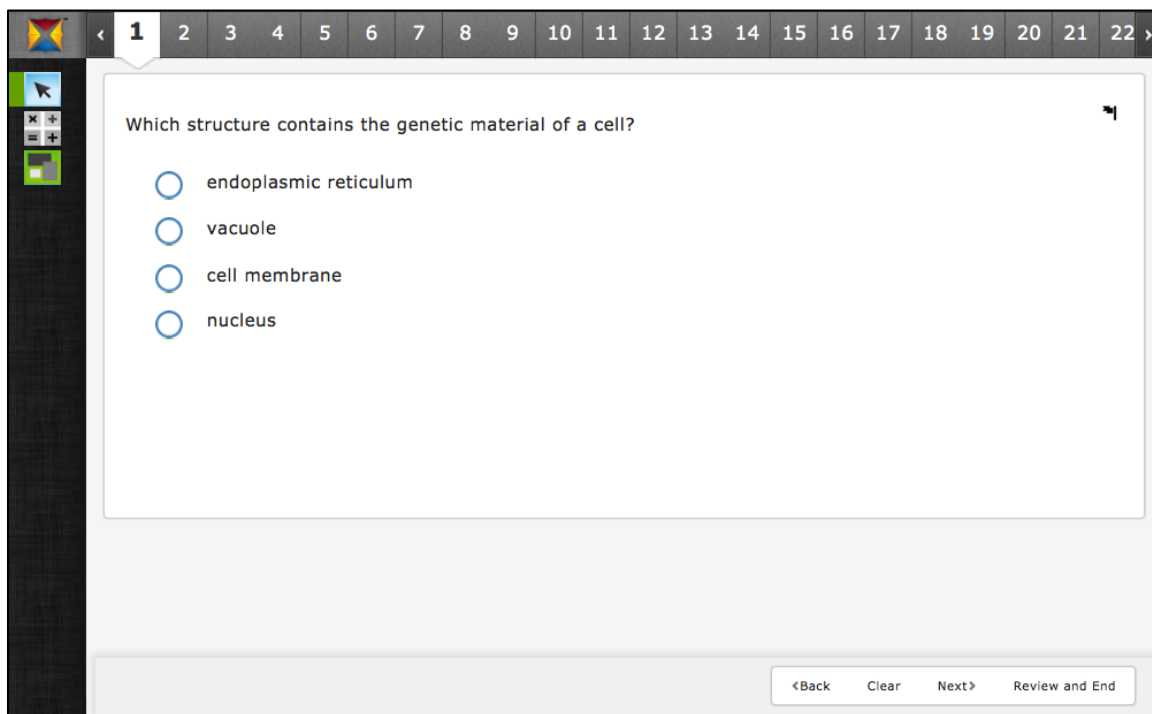 ‹ 1 2 3 4 5 6 7 8 9 10 11 12 13 14 15 16 17 18 19 20 21 22 ›
Which structure contains the genetic material of a cell?
endoplasmic reticulum
vacuole
cell membrane
nucleus
‹Back Clear Next› Review and End